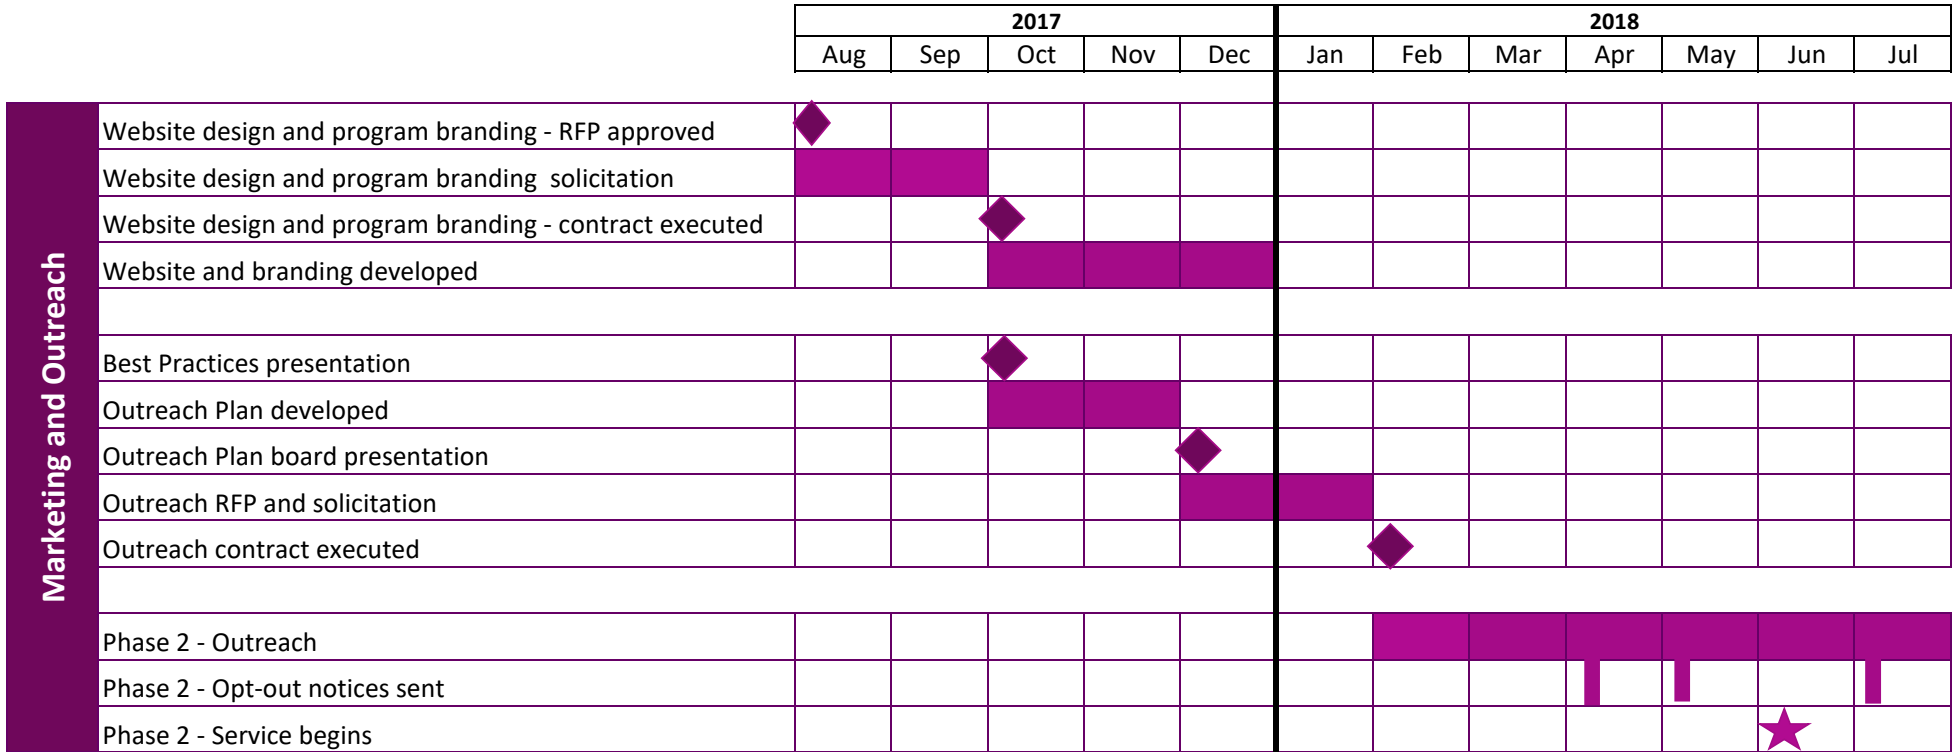 2017 2018
Aug Sep Oct Nov Dec Jan Feb Mar Apr May Jun Jul
Marketing and Outreach
Website design and program branding - RFP approved
Website design and program branding  solicitation
Website design and program branding - contract executed
Website and branding developed
Best Practices presentation
Outreach Plan developed
Outreach Plan board presentation
Outreach RFP and solicitation
Outreach contract executed
Phase 2 - Outreach
Phase 2 - Opt-out notices sent
Phase 2 - Service begins